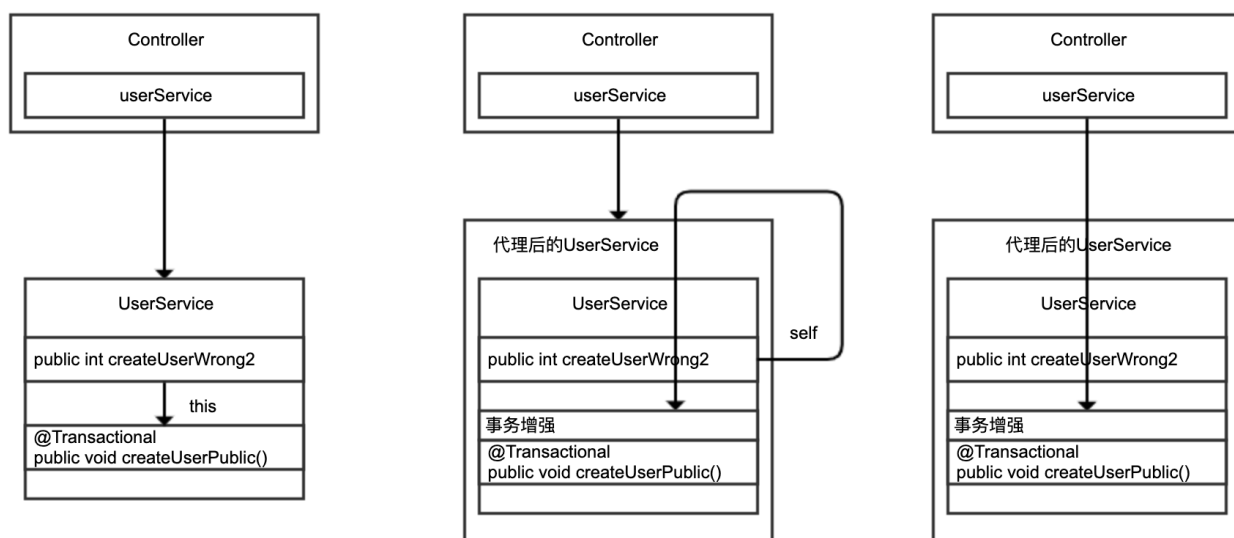 Controller
userService
UserService
public int createUserWrong2
this
@Transactional
public void createUserPublic()
Controller
userService
代理后的UserService
UserService
public int createUserWrong2
self
事务增强
@Transactional
public void createUserPublic()
Controller
userService
代理后的UserService
UserService
public int createUserWrong2
事务增强
@Transactional
public void createUserPublic()